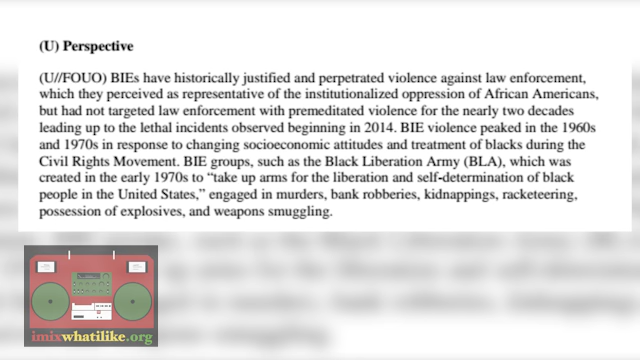 (U) Perspective
(U//FOUO) BIEs have historically justified and perpetrated violence against law enforcement,
which they perceived as representative of the institutionalized oppression of African Americans,
but had not targeted law enforcement with premeditated violence for the nearly two decades
leading up to the lethal incidents observed beginning in 2014. BIE violence peaked in the 1960s
and 1970s in response to changing socioeconomic attitudes and treatment of blacks during the
Civil Rights Movement. BIE groups, such as the Black Liberation Army (BLA), which was
created in the early 1970s to “take up arms for the liberation and self-determination of black
people in the United States,” engaged in murders, bank robberies, kidnappings, racketeering,
possession of explosives, and weapons smuggling.
imixwhatilike.org